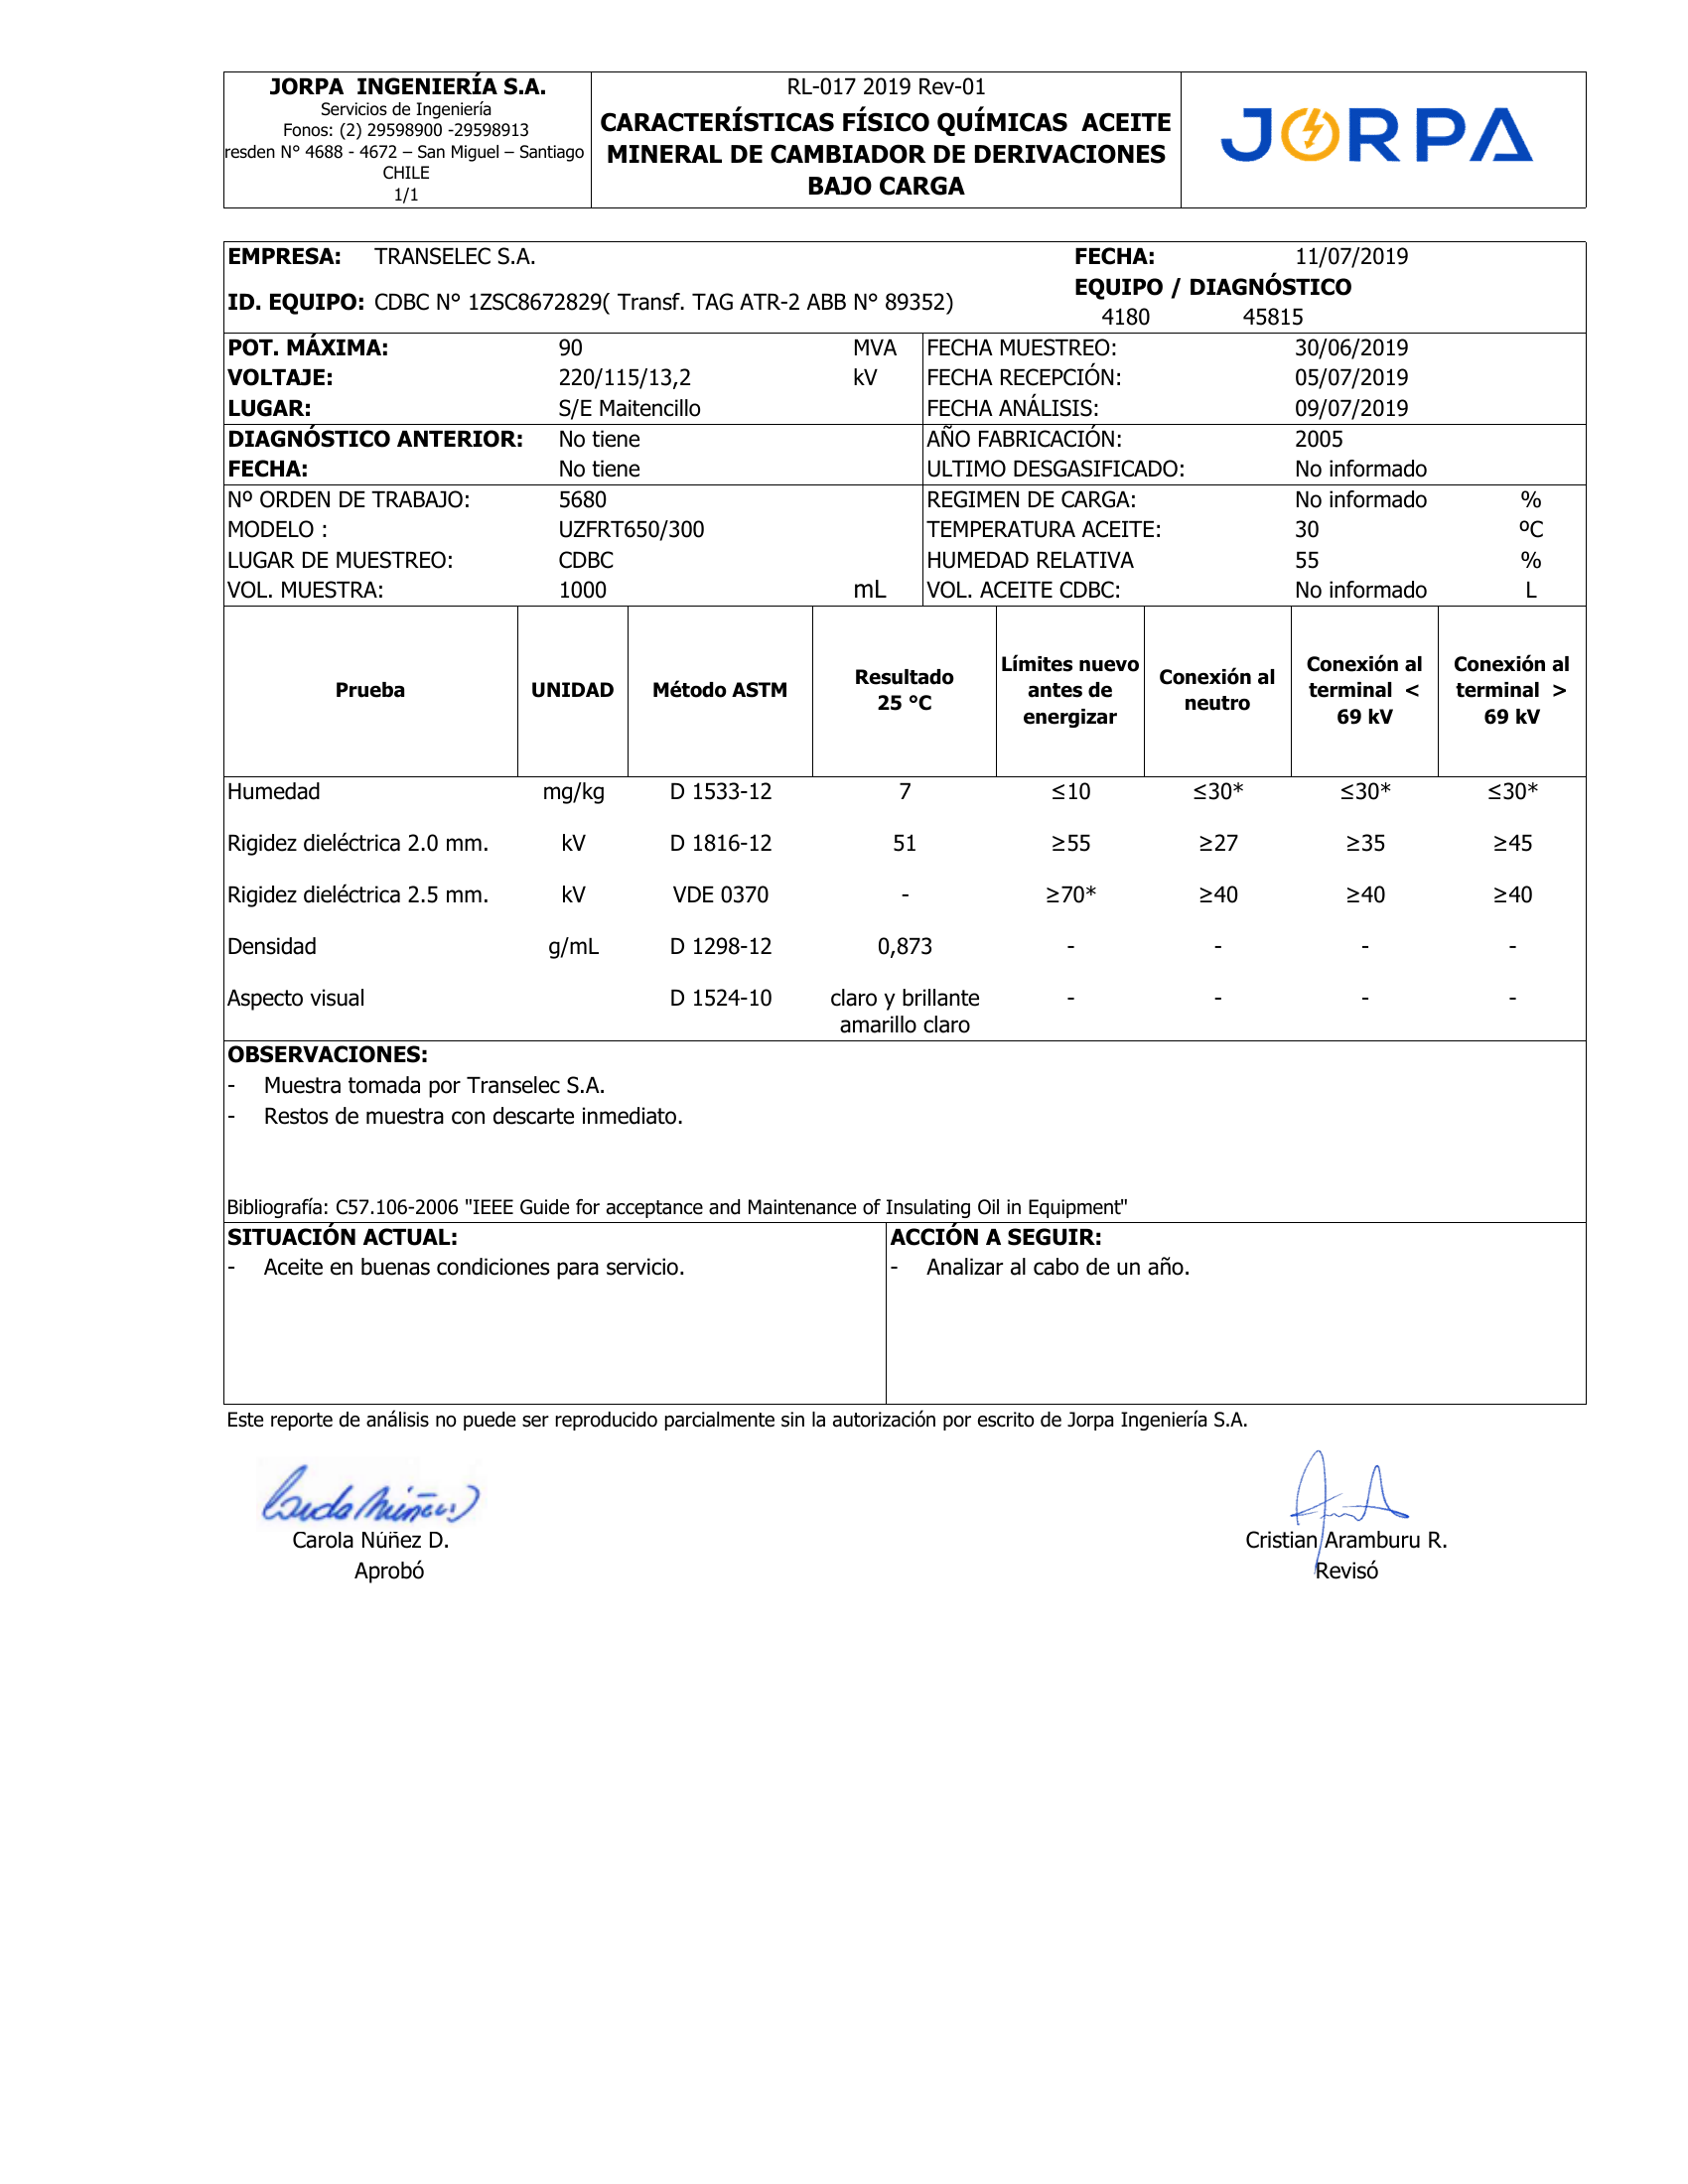 JORPA INGENIERÍA S.A.
Servicios de Ingeniería
Fonos: (2) 29598900 -29598913
resden N° 4688 - 4672 – San Miguel – Santiago
CHILE
1/1
RL-017 2019 Rev-01
CARACTERÍSTICAS FÍSICO QUÍMICAS ACEITE
MINERAL DE CAMBIADOR DE DERIVACIONES
BAJO CARGA
JORPA
EMPRESA: TRANSELEC S.A. FECHA: 11/07/2019
ID. EQUIPO: CDBC N° 1ZSC8672829( Transf. TAG ATR-2 ABB N° 89352)
EQUIPO / DIAGNÓSTICO
4180 45815
POT. MÁXIMA: 90 MVA FECHA MUESTREO: 30/06/2019
VOLTAJE: 220/115/13,2 kV FECHA RECEPCIÓN: 05/07/2019
LUGAR: S/E Maitencillo FECHA ANÁLISIS: 09/07/2019
DIAGNÓSTICO ANTERIOR: No tiene AÑO FABRICACIÓN: 2005
FECHA: No tiene ULTIMO DESGASIFICADO: No informado
Nº ORDEN DE TRABAJO: 5680 REGIMEN DE CARGA: No informado %
MODELO : UZFRT650/300 TEMPERATURA ACEITE: 30 ºC
LUGAR DE MUESTREO: CDBC HUMEDAD RELATIVA 55 %
VOL. MUESTRA: 1000 mL VOL. ACEITE CDBC: No informado L
Prueba
UNIDAD
Método ASTM
Resultado
25 °C
Límites nuevo
antes de
energizar
Conexión al
neutro
Conexión al
terminal <
69 kV
Conexión al
terminal >
69 kV
Humedad mg/kg D 1533-12 7 ≤10 ≤30* ≤30* ≤30*
Rigidez dieléctrica 2.0 mm. kV D 1816-12 51 ≥55 ≥27 ≥35 ≥45
Rigidez dieléctrica 2.5 mm. kV VDE 0370 - ≥70* ≥40 ≥40 ≥40
Densidad g/mL D 1298-12 0,873 - - - -
Aspecto visual D 1524-10 claro y brillante - - - -
amarillo claro
OBSERVACIONES:
- Muestra tomada por Transelec S.A.
- Restos de muestra con descarte inmediato.
Bibliografía: C57.106-2006 "IEEE Guide for acceptance and Maintenance of Insulating Oil in Equipment"
SITUACIÓN ACTUAL:
- Aceite en buenas condiciones para servicio.
ACCIÓN A SEGUIR:
- Analizar al cabo de un año.
Este reporte de análisis no puede ser reproducido parcialmente sin la autorización por escrito de Jorpa Ingeniería S.A.
Carola Núñez D.
Aprobó
Cristian Aramburu R.
Revisó